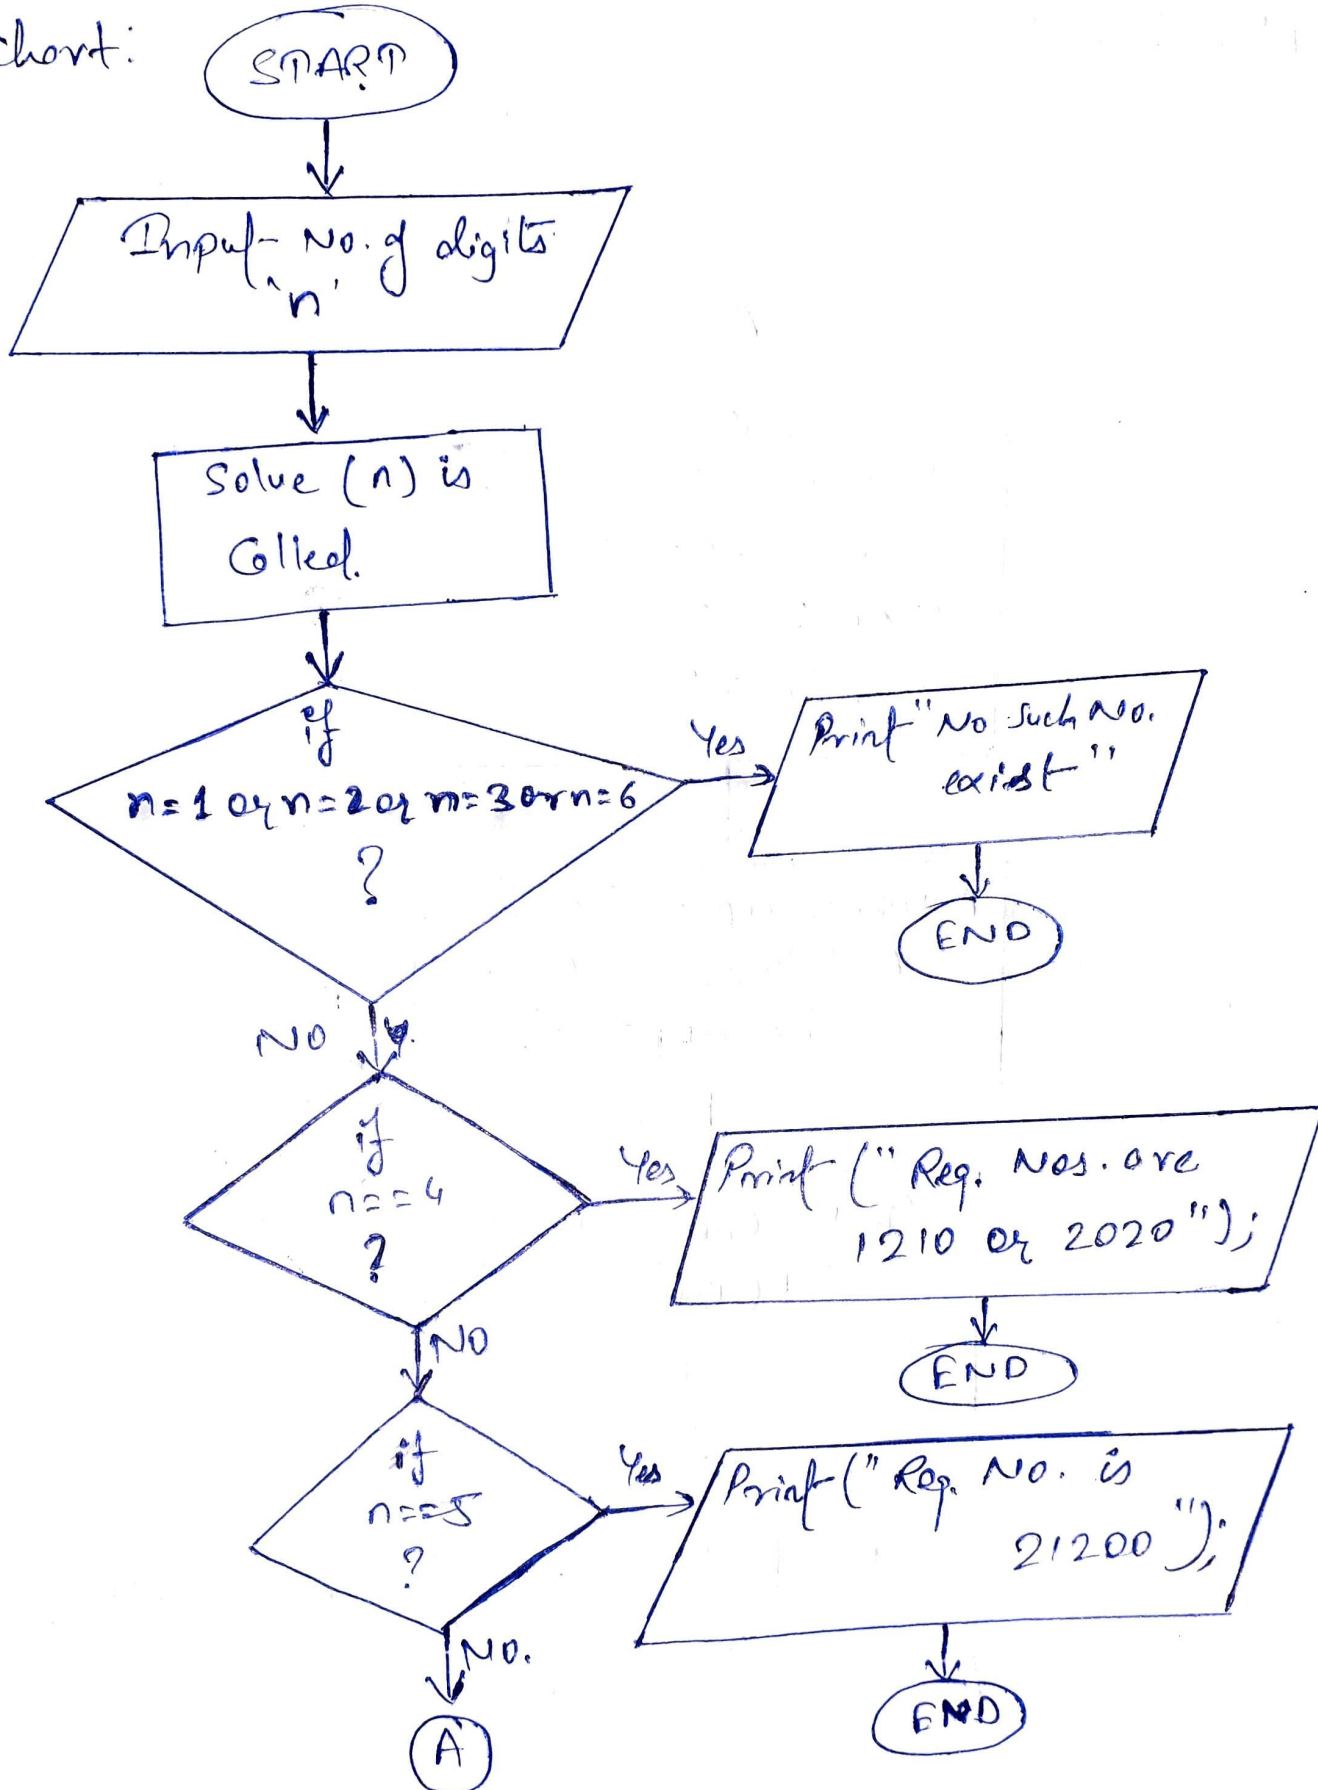 chart:
START
Input No. of digits
'n'
Solve (n) is
Called.
if
n=1 or n=2 or n=3 or n=6
?
Yes
Print "No such No.
exist"
END
NO
if
n==4
?
Yes
Print (" Req. Nos. are
1210 or 2020");
END
NO
if
n==5
?
Yes
Print (" Req. No. is
21200");
END
NO.
A